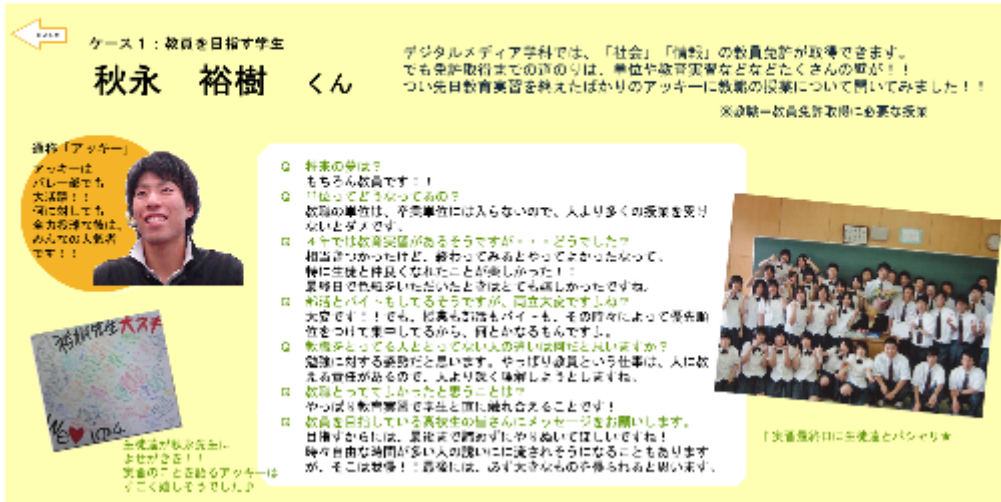 ケース1:教員を目指す学生
秋永 裕樹 くん
デジタルメディア学科では、「社会」「情報」の教員免許が取得できます。
でも免許取得までの道のりは、単位や教育実習などなどたくさんの壁が!!
つい先日教育実習を終えたばかりのアッキーに教職の授業について聞いてみました!!
※教職=教員免許取得に必要な授業
通称「アッキー」
アッキーは
バレー部でも
大活躍!!
何に対しても
全力投球な彼は、
みんなの人気者
です!!
Q 将来の夢は?
もちろん教員です!!
Q 単位ってどうなってるの?
教職の単位は、卒業単位には入らないので、人より多くの授業を受け
ないとダメです。
Q 4年では教育実習があるそうですが・・・どうでした?
相当きつかったけど、終わってみるとやってよかったなって。
特に生徒と仲良くなれたことが楽しかった!!
最終日で色紙をいただいたときはとても嬉しかったですね。
Q 部活とバイトもしてるそうですが、両立大変ですよね?
大変です!!でも、授業も部活もバイトも、その時々によって優先順
位をつけて集中してるから、何とかなるもんですよ。
Q 教職をとってる人ととってない人の違いは何だと思いますか?
勉強に対する姿勢だと思います。やっぱり教員という仕事は、人に教
える責任があるので、人より深く理解しようとしますね。
Q 教職とっててよかったと思うことは?
やっぱり教育実習で学生と直に触れ合えることです!
Q 教員を目指している高校生の皆さんにメッセージをお願いします。
目指すからには、最後まで諦めずにやりぬいてほしいですね!
時々自由な時間が多い人の誘いに流されそうになることもあります
が、そこは我慢!!最後には、必ず大きなものを得られると思います。
秋永先生大スキ
生徒達が秋永先生に
よせがきを!!
実習のことを語るアッキーは
すごく嬉しそうでした♪
↑実習最終日に生徒達とパシャリ★